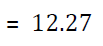 = 12.27